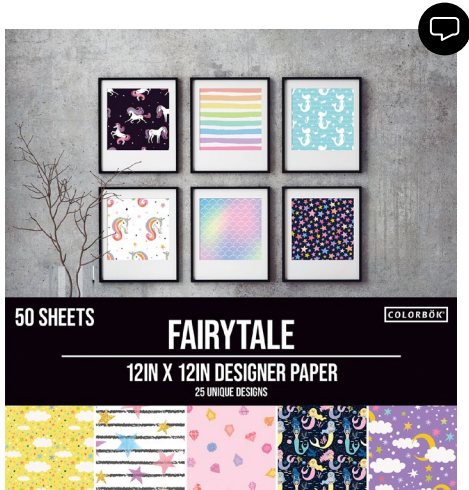 50 SHEETS
COLORBÖK
FAIRYTALE
12IN X 12IN DESIGNER PAPER
25 UNIQUE DESIGNS